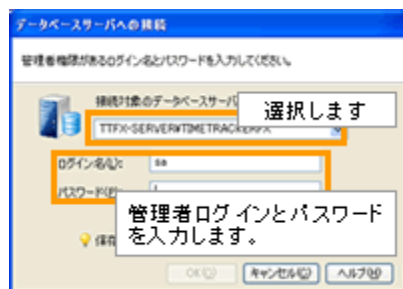 データベースサーバへの接続
管理者権限があるログイン名とパスワードを入力してください。
接続対象のデータベースサーバ
選択します
TTFX-SERVER¥TIMETRACKERFX
ログイン名(L): sa
パスワード(P):
管理者ログインとパスワード
を入力します。
保存
OK(O) キャンセル(C) ヘルプ(H)